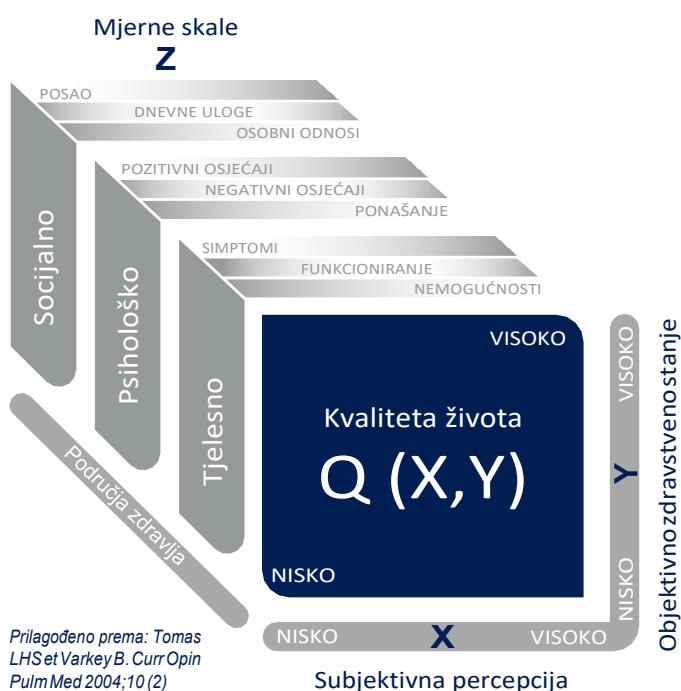 Mjerne skale
Z
POSAO
DNEVNE ULOGE
OSOBNI ODNOSI
POZITIVNI OSJEĆAJI
NEGATIVNI OSJEĆAJI
PONAŠANJE
SIMPTOMI
FUNKCIONIRANJE
NEMOGUĆNOSTI
Socijalno
Psihološko
Tjelesno
Područja zdravlja
VISOKO
Kvaliteta života
Q (X,Y)
NISKO
VISOKO
Y
NISKO
Objektivno zdravstveno stanje
NISKO
X
VISOKO
Subjektivna percepcija
Prilagođeno prema: Tomas
LHS et Varkey B. Curr Opin
Pulm Med 2004;10 (2)